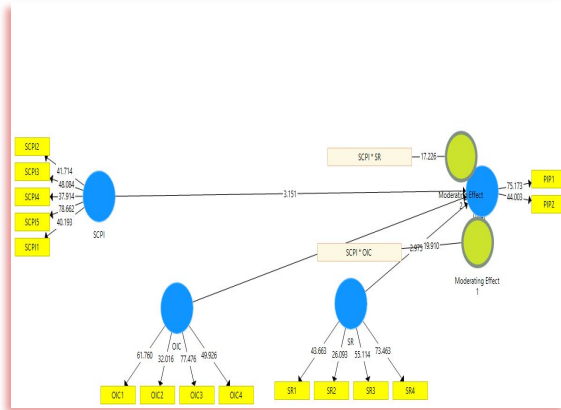 SCPI * SR
17.226
SCPI2
SCPI3
SCPI4
SCPI5
SCPI1
41.714
48.084
37.914
78.662
40.193
SCPI
3.151
Moderating Effect
75.173
44.003
PIP1
PIP2
SCPI * OIC
2.975
19.910
Moderating Effect
1
OIC
SR
61.760
32.016
77.476
49.926
43.663
26.093
55.114
73.463
OIC1
OIC2
OIC3
OIC4
SR1
SR2
SR3
SR4